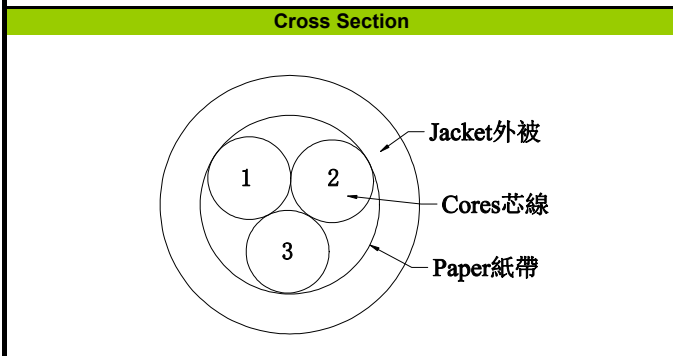 Cross Section
Jacket外被
1
2
Cores芯線
3
Paper紙帶